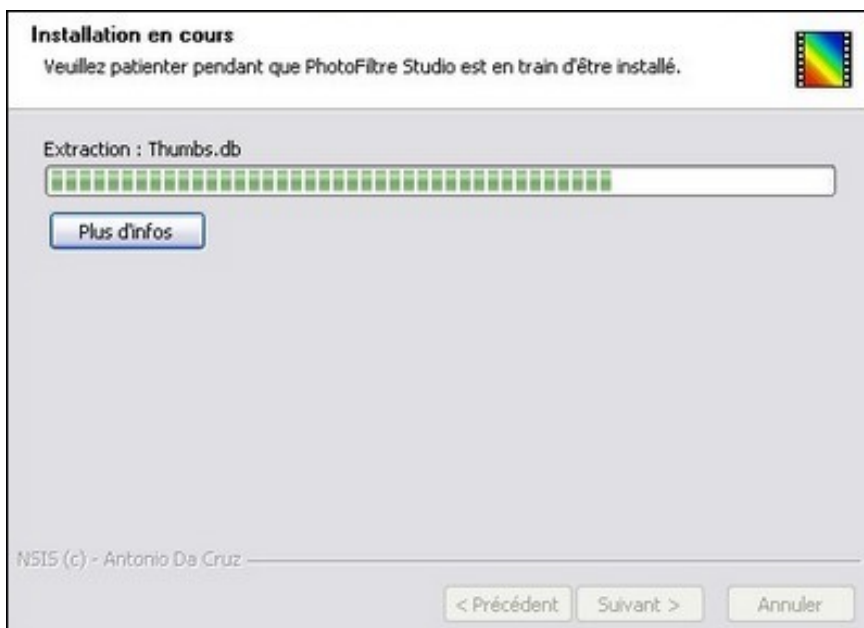 Installation en cours
Veuillez patienter pendant que PhotoFiltre Studio est en train d'être installé.
Extraction : Thumbs.db
Plus d'infos
NSIS (c) - Antonio Da Cruz
< Précédent
Suivant >
Annuler